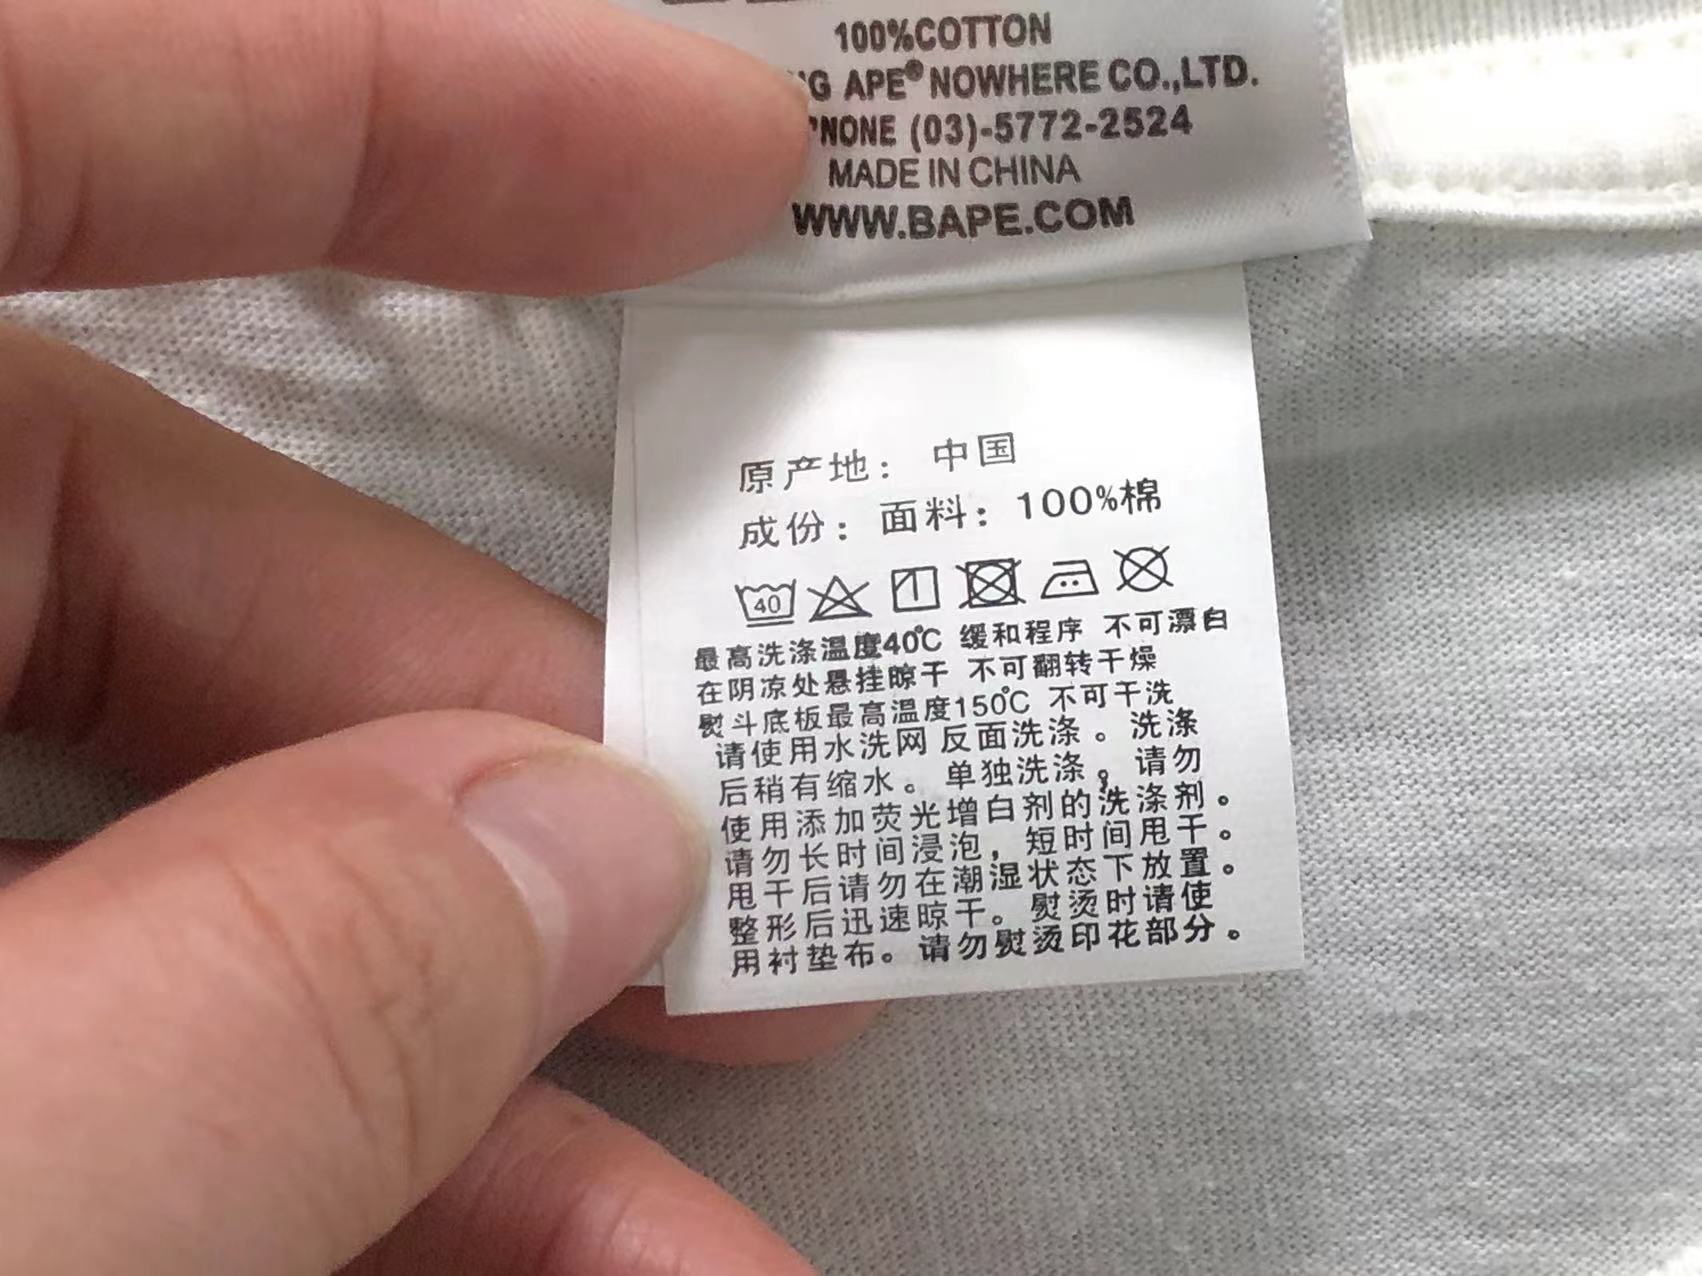 100%COTTON
APE® NOWHERE CO.,LTD.
(03)-5772-2524
MADE IN CHINA
WWW.BAPE.COM
原产地：中国
成份：面料：100%棉
40
最高洗涤温度40℃ 缓和程序 不可漂白
在阴凉处悬挂晾干 不可翻转干燥
熨斗底板最高温度150℃ 不可干洗
请使用水洗网 反面洗涤。洗涤
后稍有缩水。单独洗涤。请勿
使用添加荧光增白剂的洗涤剂。
请勿长时间浸泡，短时间甩干。
甩干后请勿在潮湿状态下放置。
整形后迅速晾干。熨烫时请使
用衬垫布。请勿熨烫印花部分。